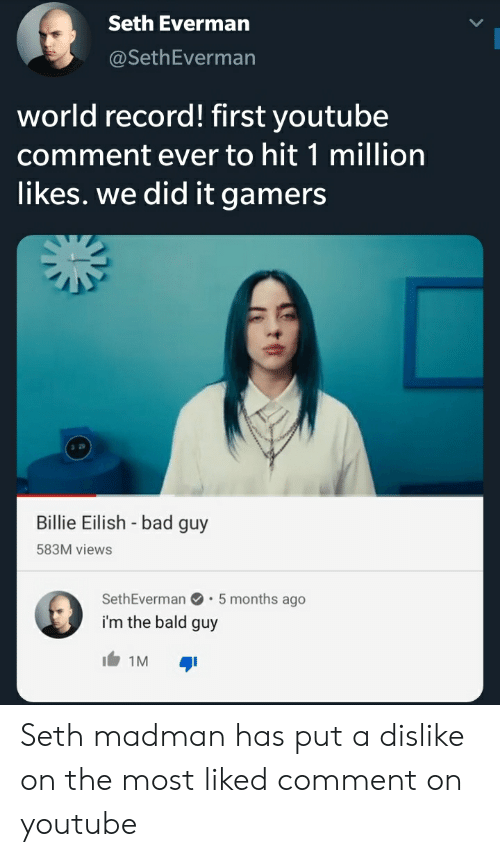 Seth Everman
@SethEverman
world record! first youtube
comment ever to hit 1 million
likes. we did it gamers
Billie Eilish - bad guy
583M views
SethEverman • 5 months ago
i'm the bald guy
1M
Seth madman has put a dislike
on the most liked comment on
youtube